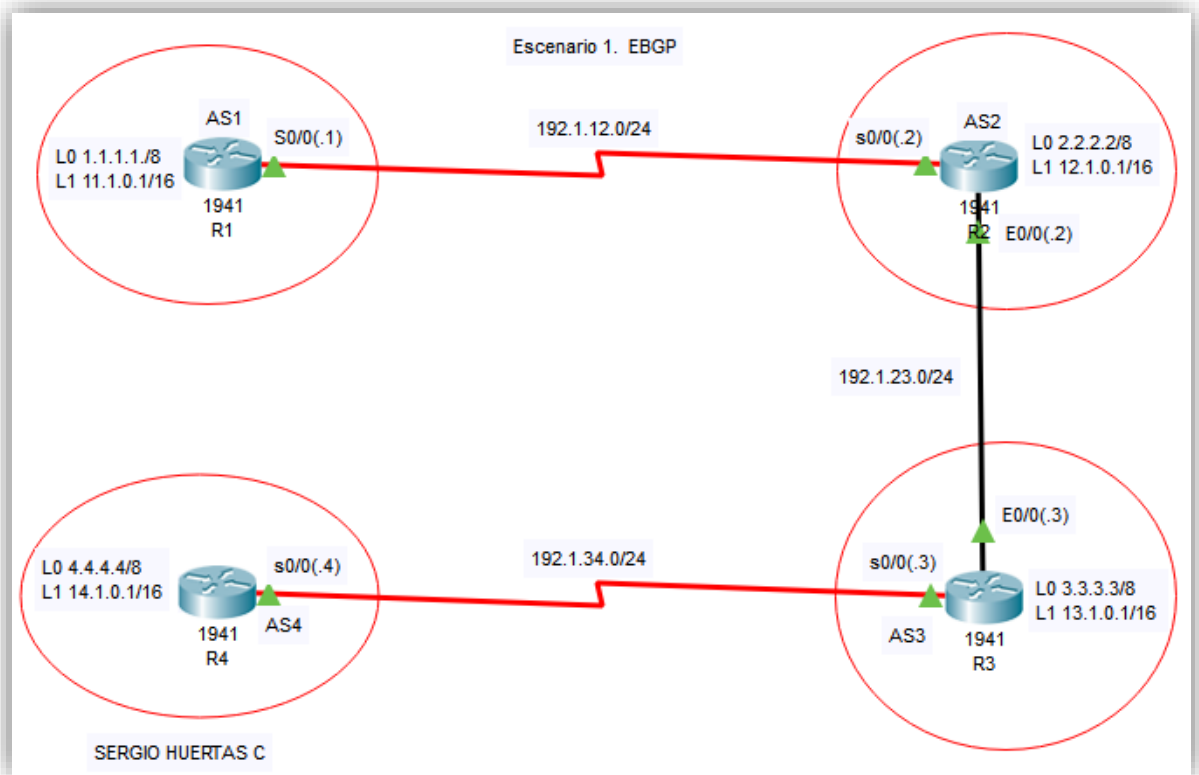 Escenario 1.  EBGP
AS1
S0/0(.1)
L0 1.1.1.1./8
L1 11.1.0.1/16
1941
R1
192.1.12.0/24
s0/0(.2)
AS2
L0 2.2.2.2/8
L1 12.1.0.1/16
1941
R2
E0/0(.2)
192.1.23.0/24
L0 4.4.4.4/8
L1 14.1.0.1/16
s0/0(.4)
1941
R4
AS4
192.1.34.0/24
E0/0(.3)
s0/0(.3)
L0 3.3.3.3/8
L1 13.1.0.1/16
AS3
1941
R3
SERGIO HUERTAS C